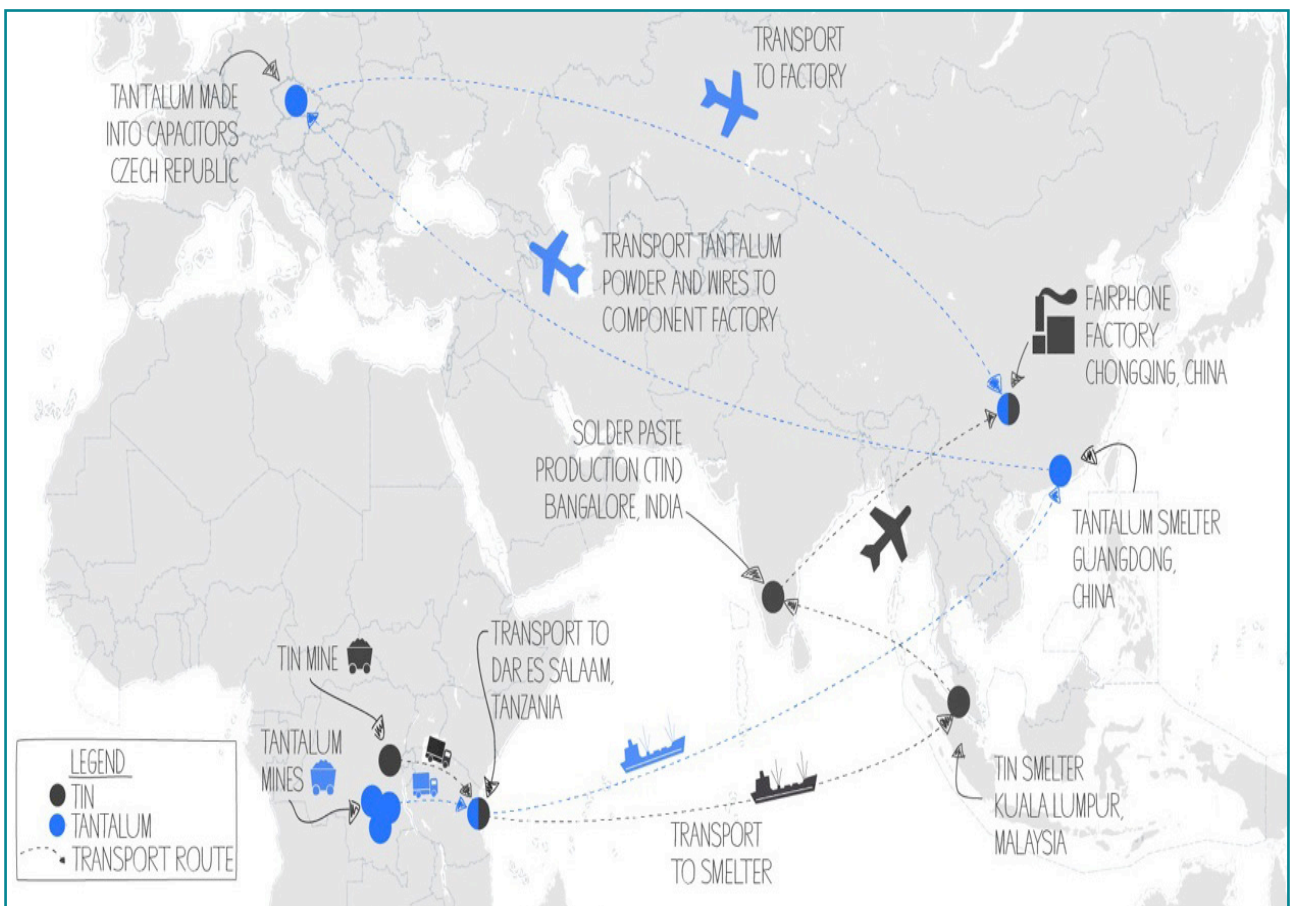 TRANSPORT
TO FACTORY
TANTALUM MADE
INTO CAPACITORS
CZECH REPUBLIC
TRANSPORT TANTALUM
POWDER AND WIRES TO
COMPONENT FACTORY
FAIRPHONE
FACTORY
CHONGQING, CHINA
SOLDER PASTE
PRODUCTION (TIN)
BANGALORE, INDIA
TANTALUM SMELTER
GUANGDONG,
CHINA
TIN MINE
TRANSPORT TO
DAR ES SALAAM,
TANZANIA
TANTALUM
MINES
TIN SMELTER
KUALA LUMPUR,
MALAYSIA
TRANSPORT
TO SMELTER
LEGEND
TIN
TANTALUM
TRANSPORT ROUTE